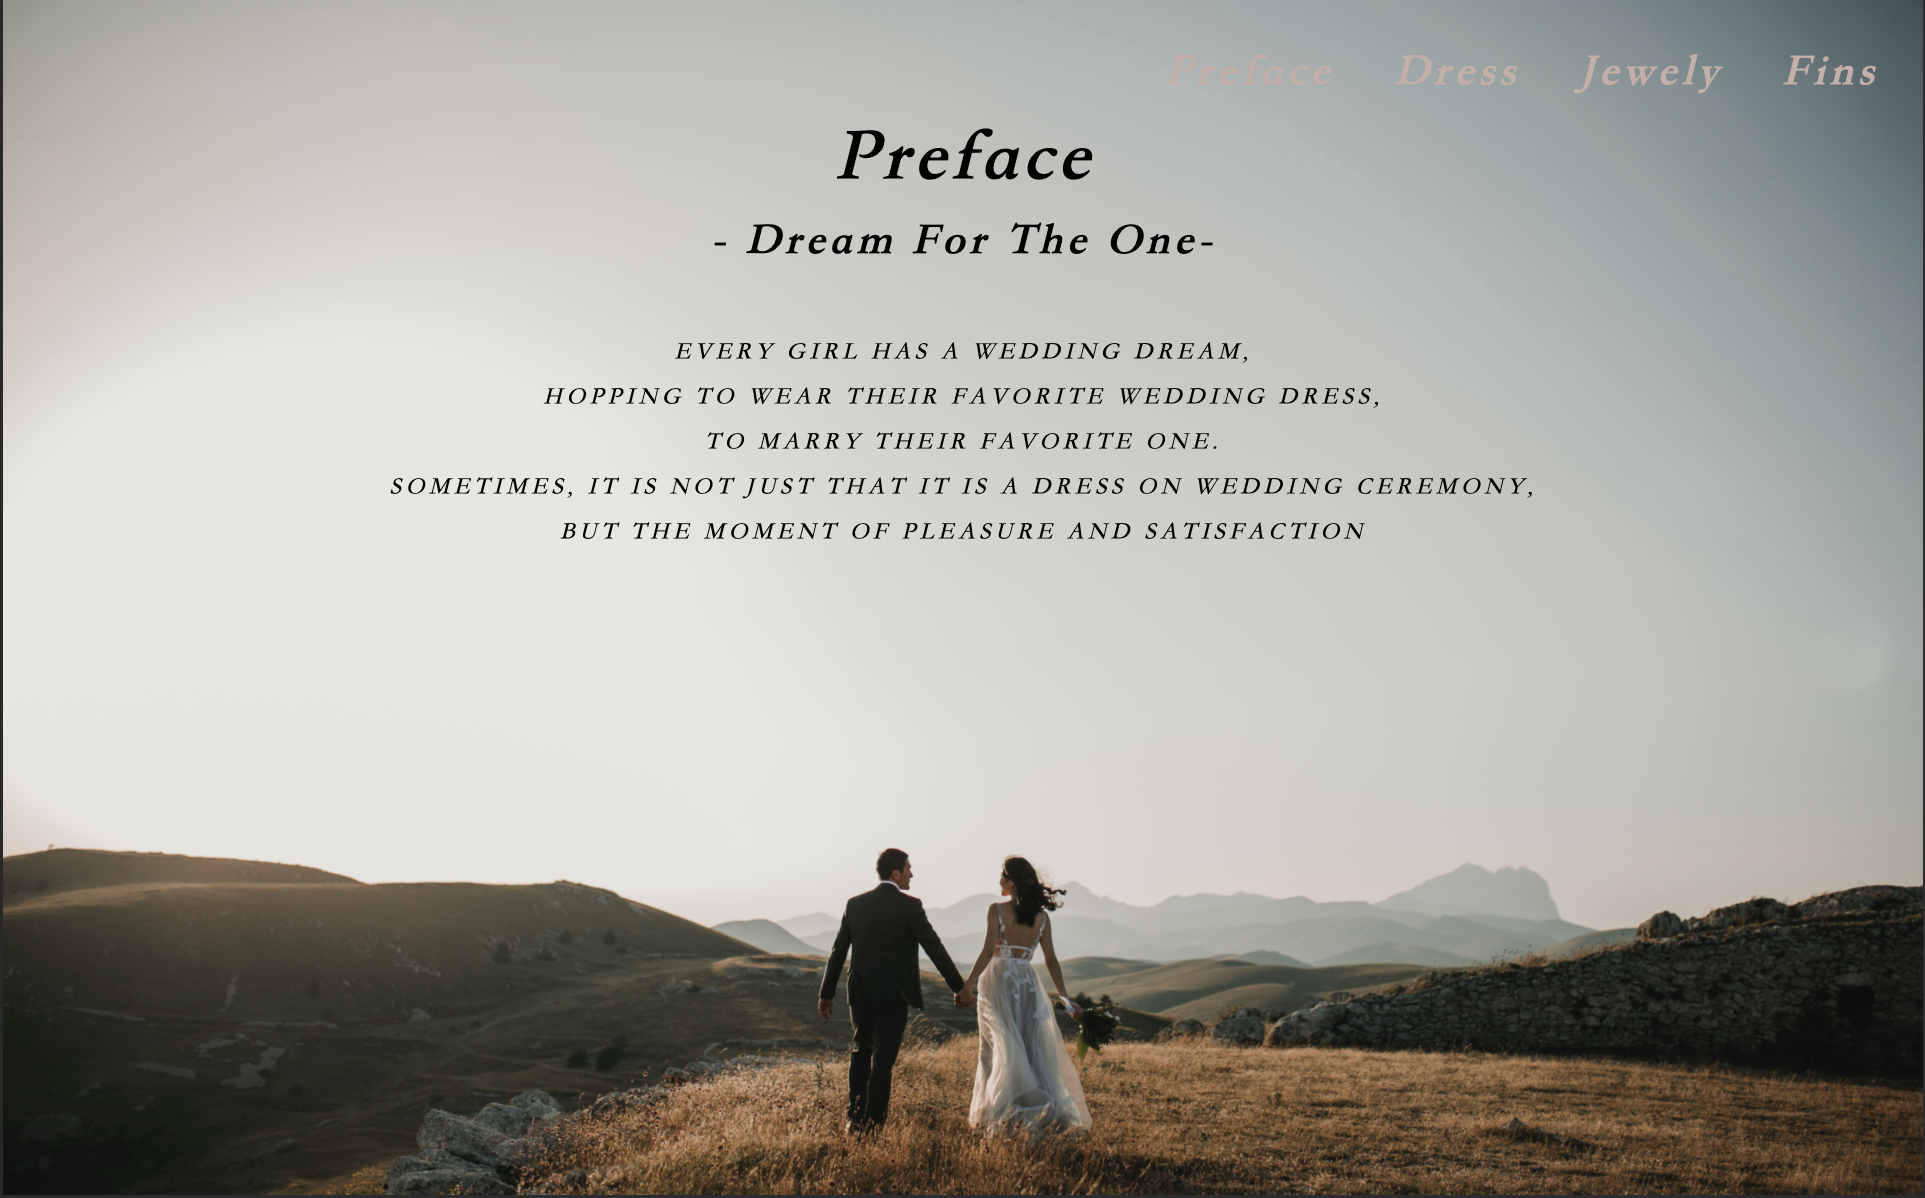 Preface Dress Jewely Fins
Preface
- Dream For The One-
EVERY GIRL HAS A WEDDING DREAM,
HOPPING TO WEAR THEIR FAVORITE WEDDING DRESS,
TO MARRY THEIR FAVORITE ONE.
SOMETIMES, IT IS NOT JUST THAT IT IS A DRESS ON WEDDING CEREMONY,
BUT THE MOMENT OF PLEASURE AND SATISFACTION